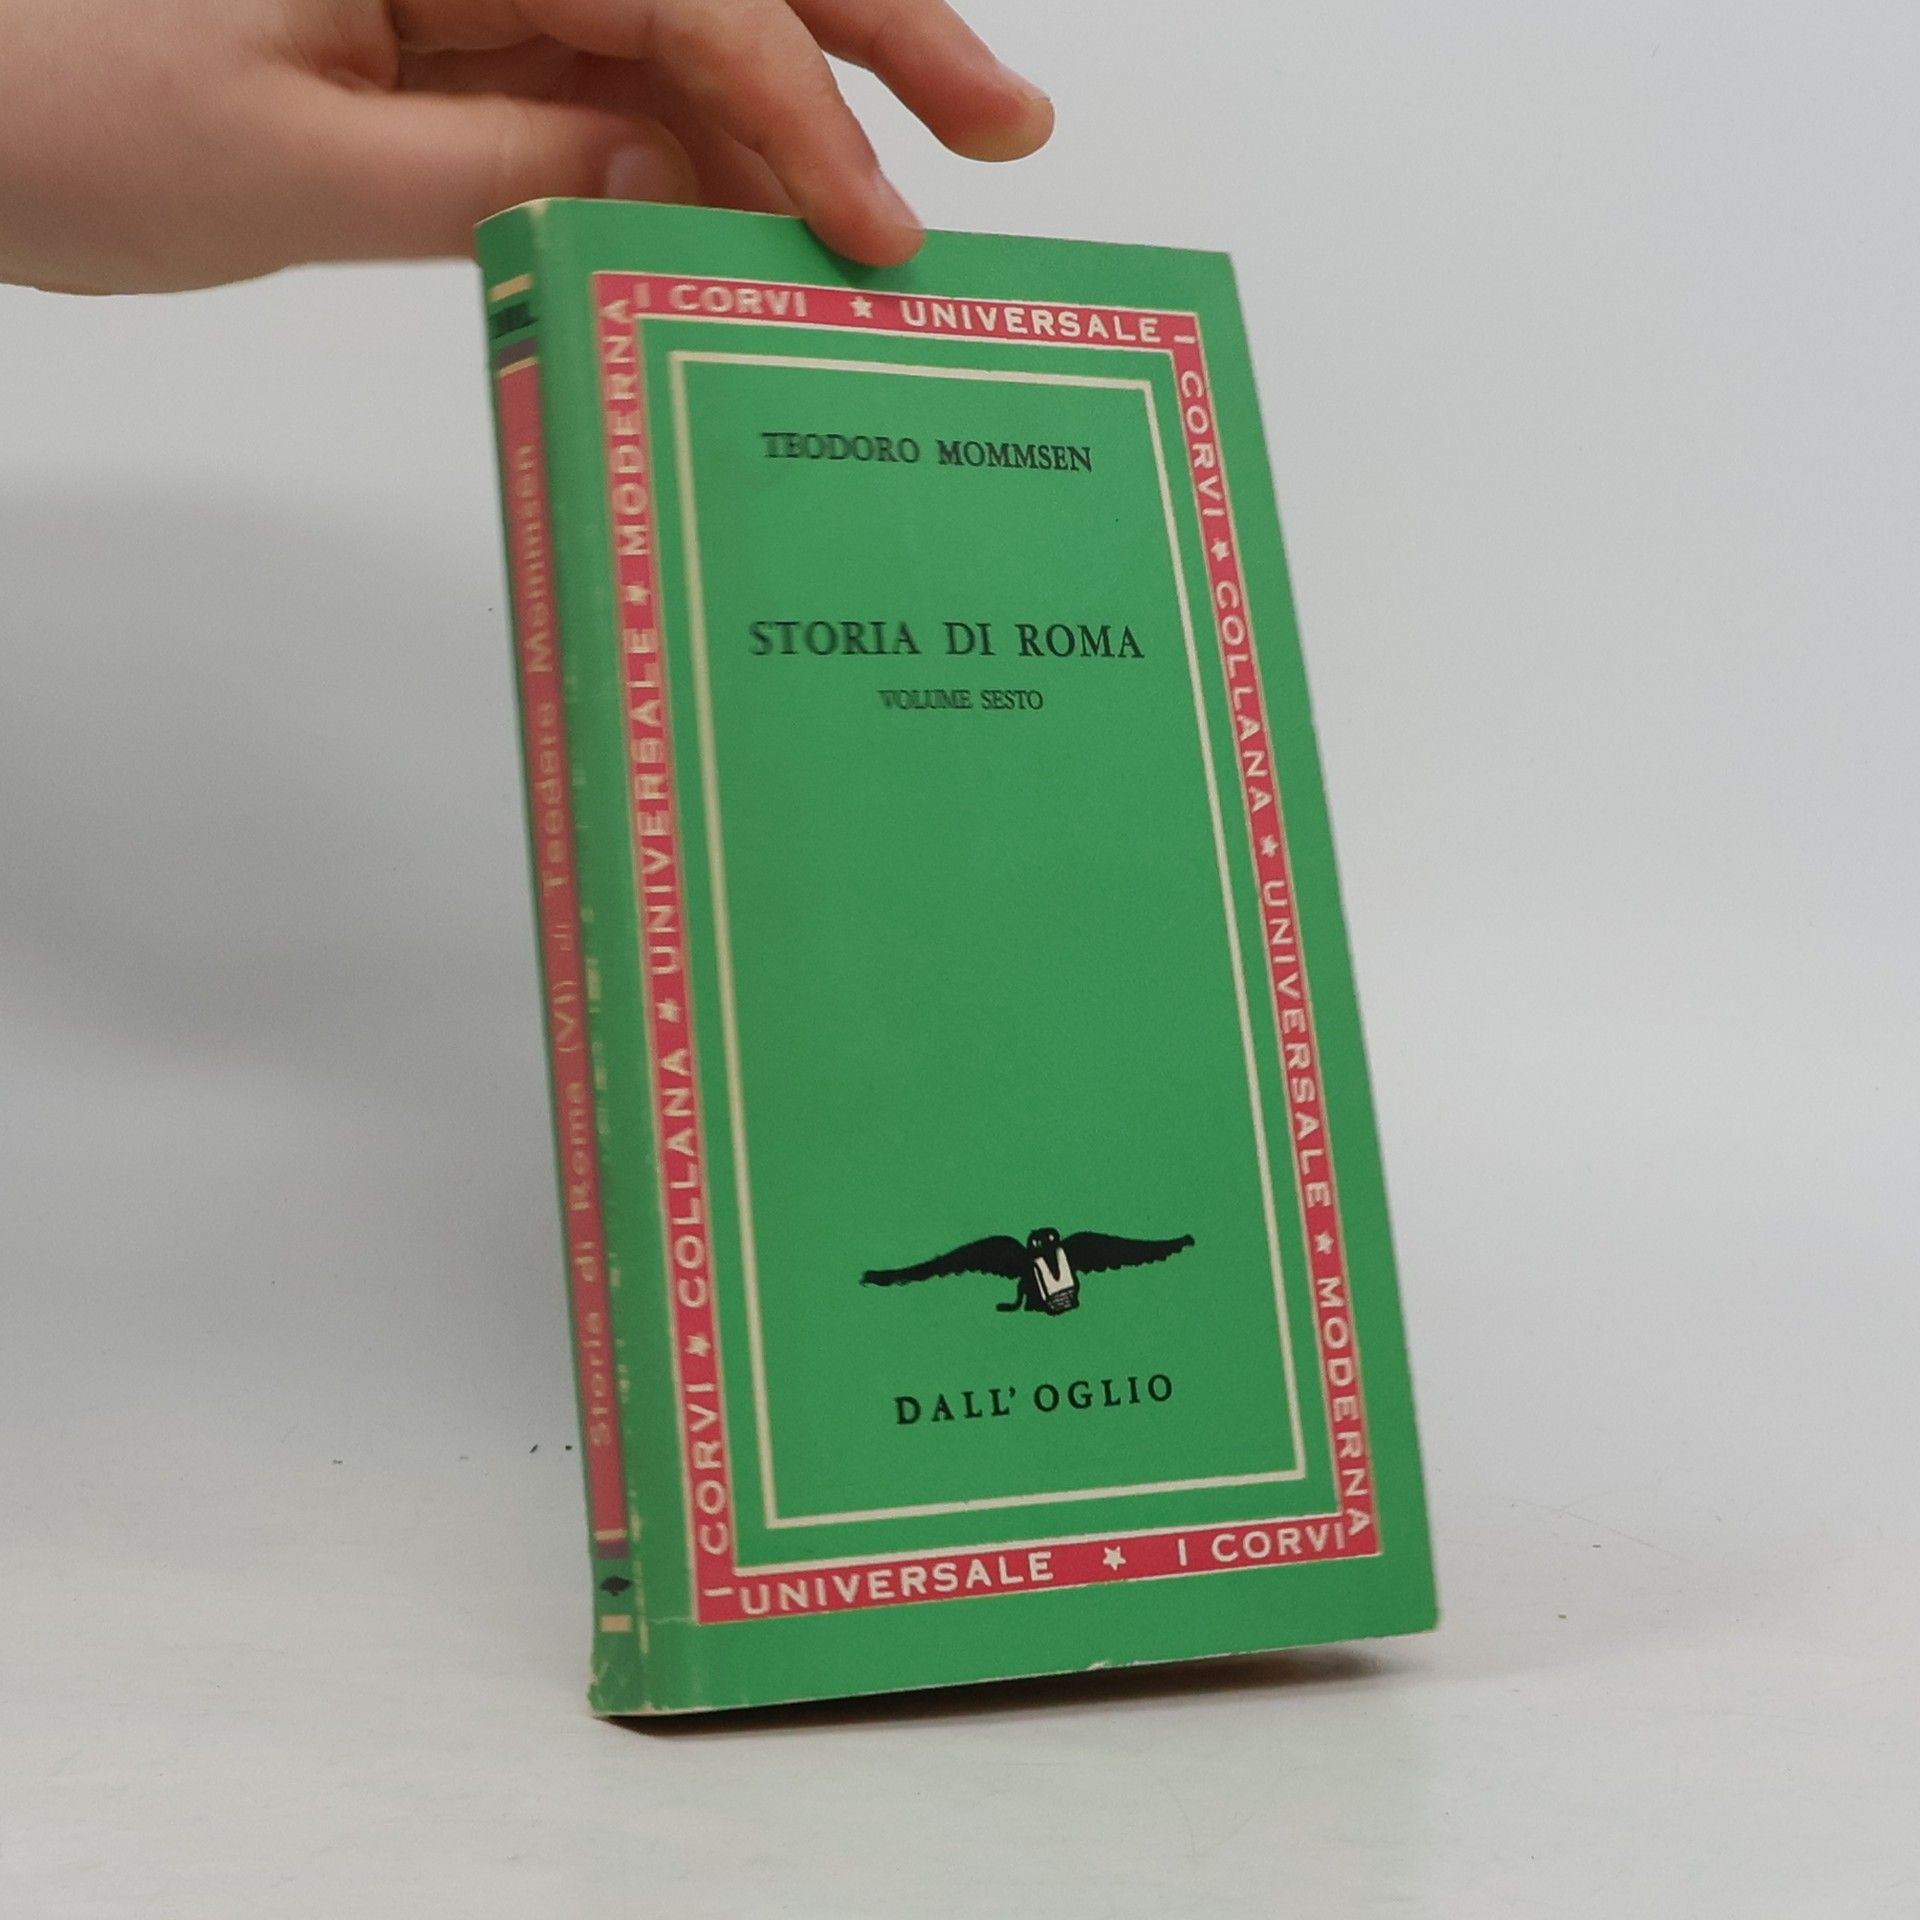 I CORVI ★ UNIVERSALE
I CORVI ★ COLLANA ★ UNIVERSALE ★ MODERNA
I CORVI ★ COLLANA ★ UNIVERSALE ★ MODERNA
TEODORO MOMMSEN
STORIA DI ROMA
VOLUME SESTO
DALL' OGLIO
UNIVERSALE ★ I CORVI
Storia di Roma (VI) di Teodoro Mommsen